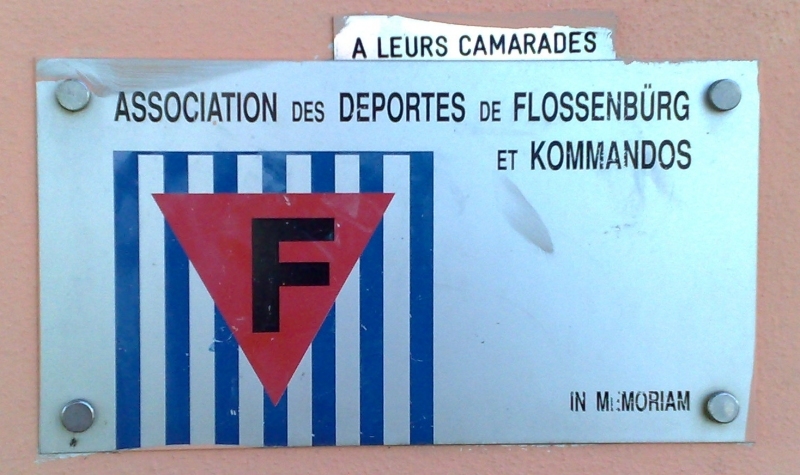 A LEURS CAMARADES
ASSOCIATION DES DEPORTES DE FLOSSENBÜRG
ET KOMMANDOS
F
IN MEMORIAM